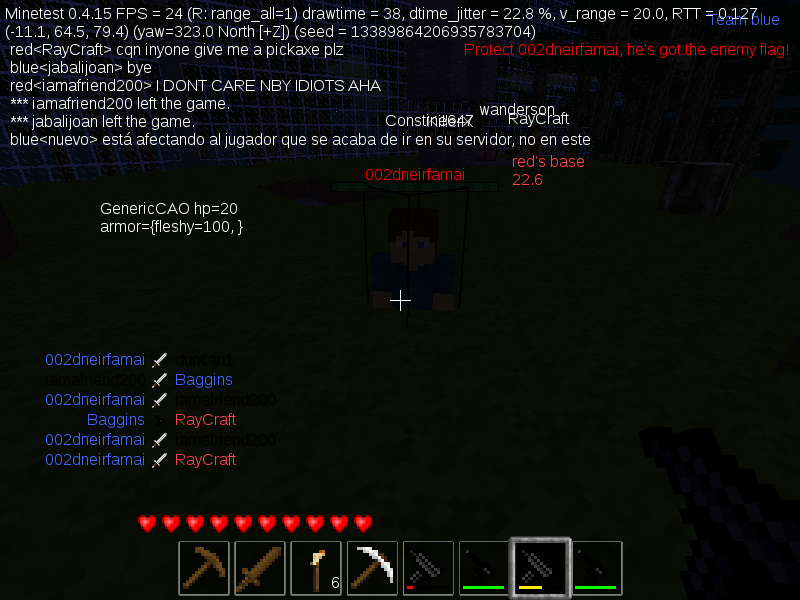 Minetest 0.4.15 FPS = 24 (R: range_all=1) drawtime = 38, dtime_jitter = 22.8 %, v_range = 20.0, RTT = 0.127
Team blue
(-11.1, 64.5, 79.4) (yaw=323.0 North [+Z]) (seed = 13389864206935783704)
red<RayCraft> cqn inyone give me a pickaxe plz
Protect 002dneirfamai, he's got the enemy flag!
blue<jabalijoan> bye
red<iamafriend200> I DONT CARE NBY IDIOTS AHA
*** iamafriend200 left the game.
*** jabalijoan left the game.
wanderson
RayCraft
blue<nuevo> está afectando al jugador que se acaba de ir en su servidor, no en este
red's base
22.6
002dneirfamai
GenericCAO hp=20
armor={fleshy=100, }
002dneirfamai duncan1
iamafriend200 Baggins
002dneirfamai iamafriend200
Baggins RayCraft
002dneirfamai iamafriend200
002dneirfamai RayCraft
6